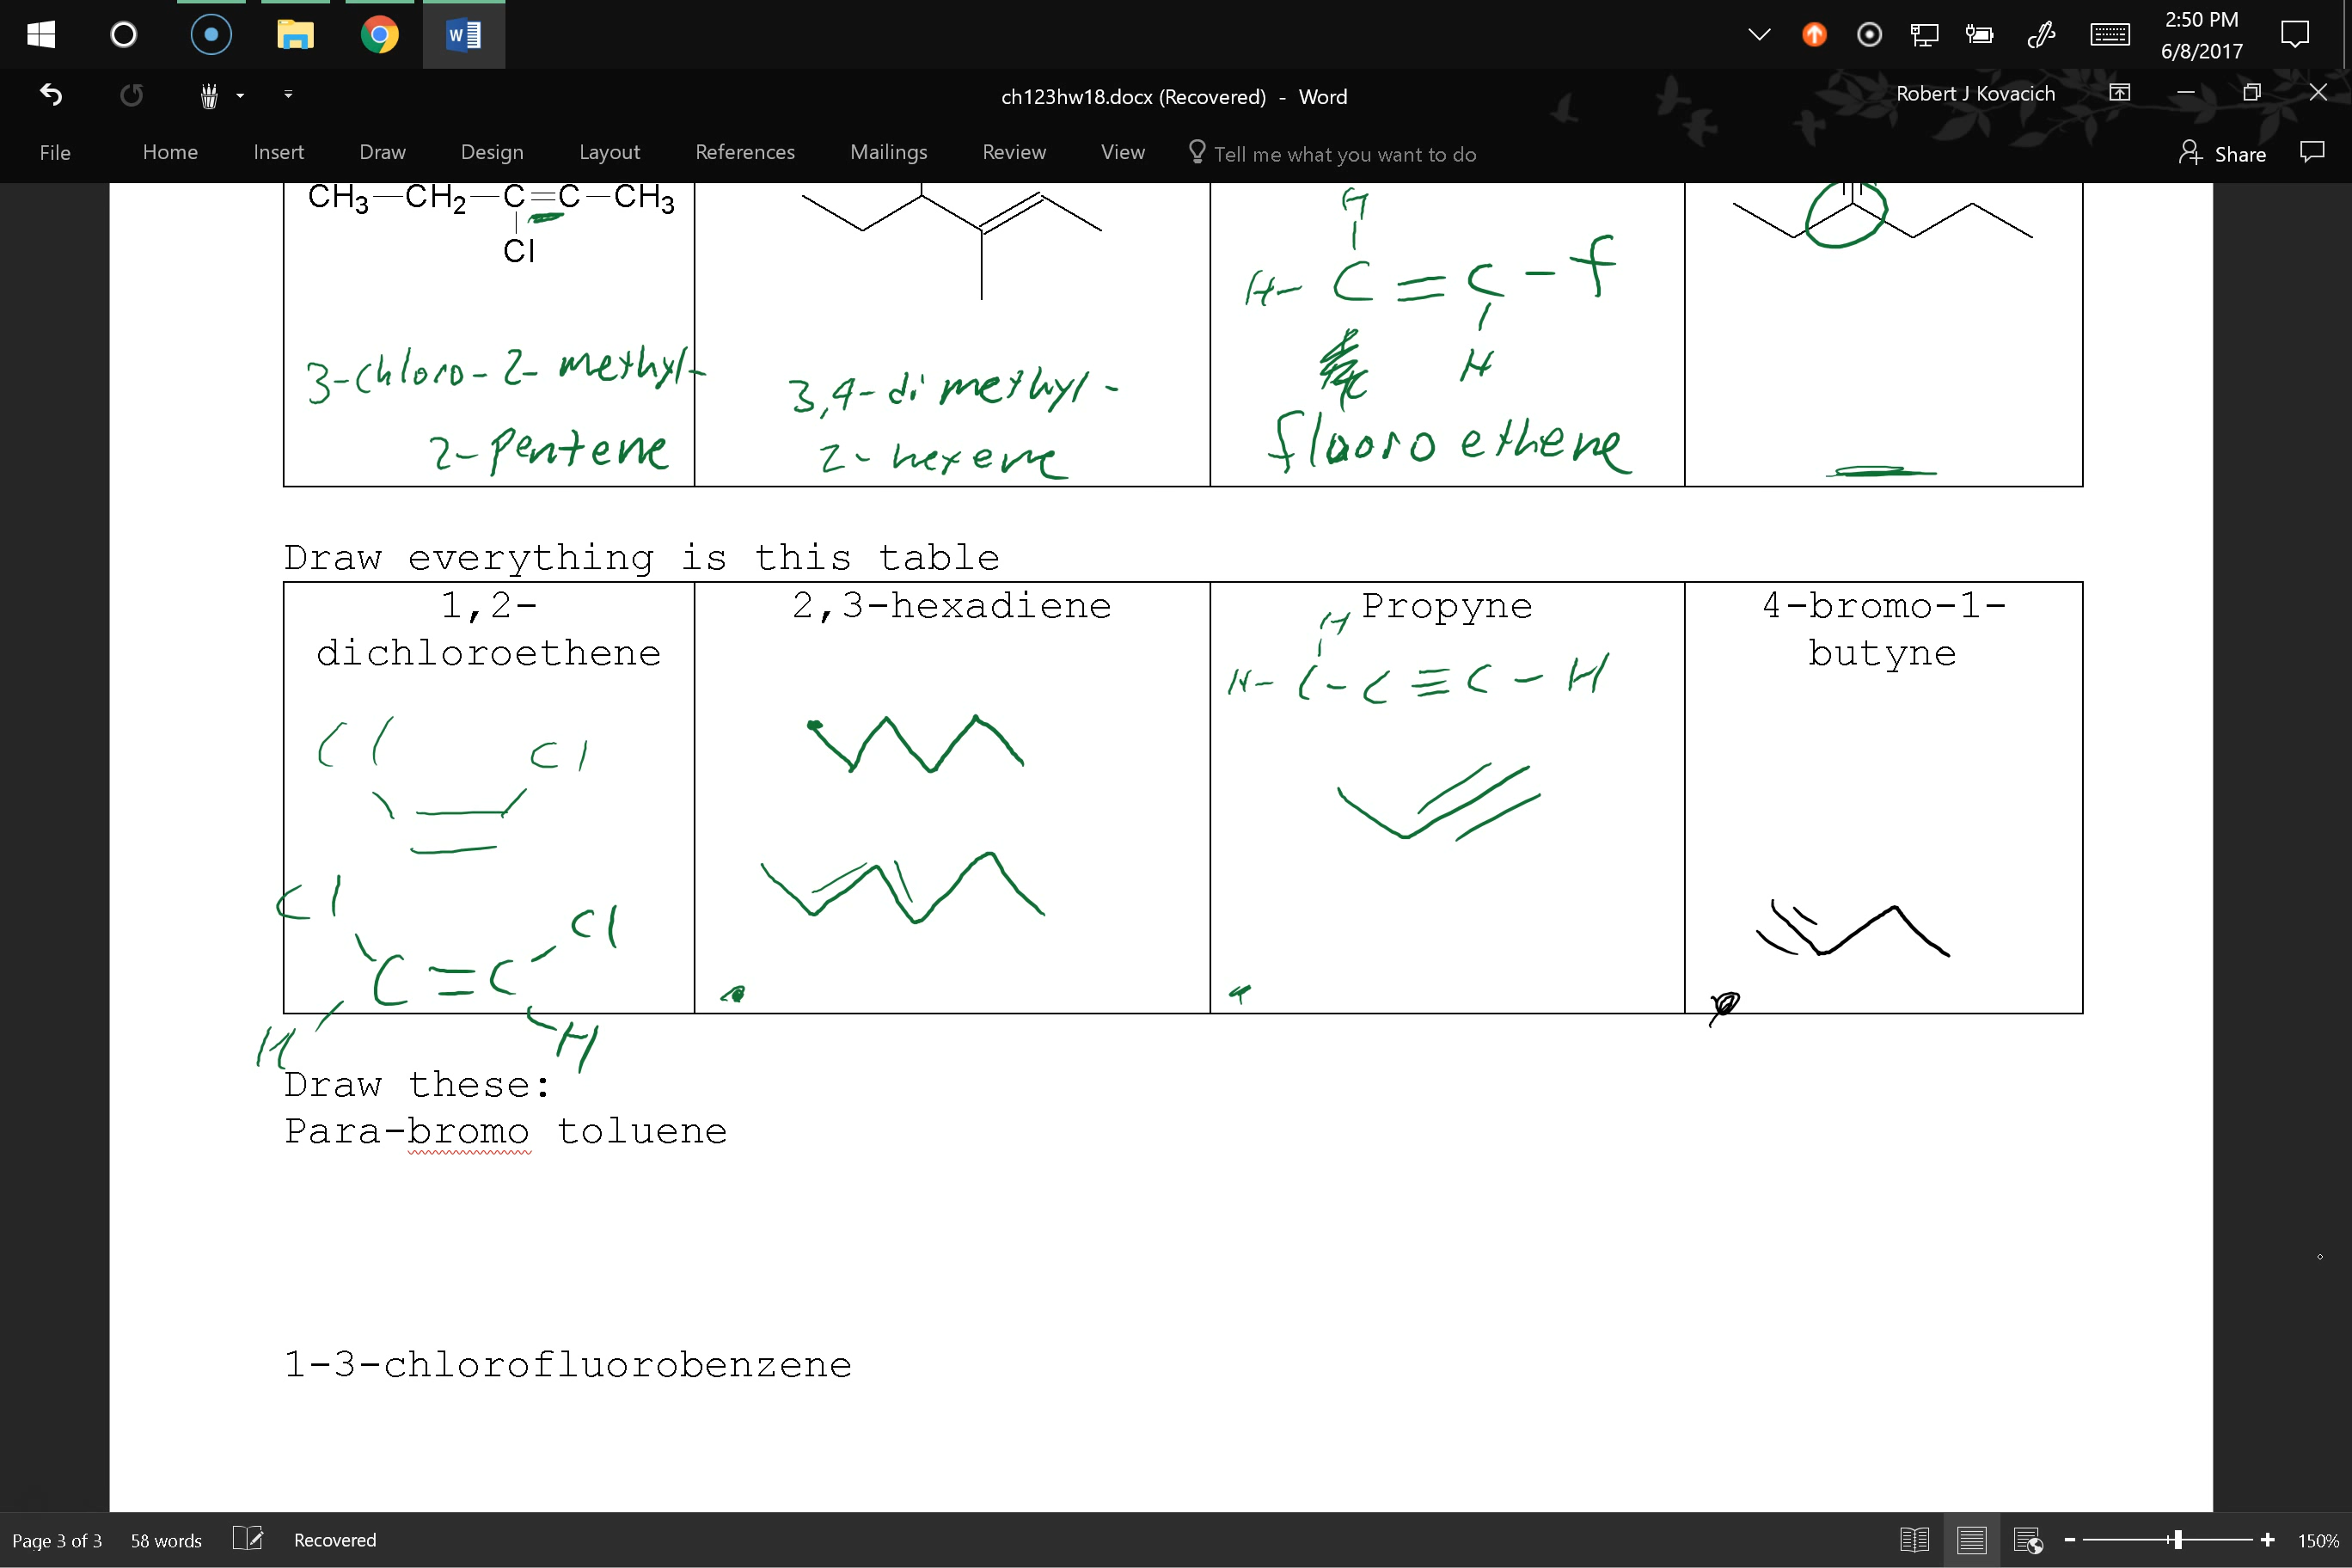 2:50 PM
6/8/2017
ch123hw18.docx (Recovered) - Word
Robert J Kovacich
File Home Insert Draw Design Layout References Mailings Review View Tell me what you want to do Share
CH3—CH2—C=C—CH3
Cl
H
H- C = C - F
H
3-chloro-2-methyl-
2-pentene
3,4-dimethyl-
2-hexene
fluoro ethene
Draw everything is this table
1,2-
dichloroethene
2,3-hexadiene
Propyne
4-bromo-1-
butyne
H
H- C - C ≡ C - H
Cl Cl
Cl Cl
C = C
H H
Draw these:
Para-bromo toluene
1-3-chlorofluorobenzene
Page 3 of 3 58 words Recovered 150%